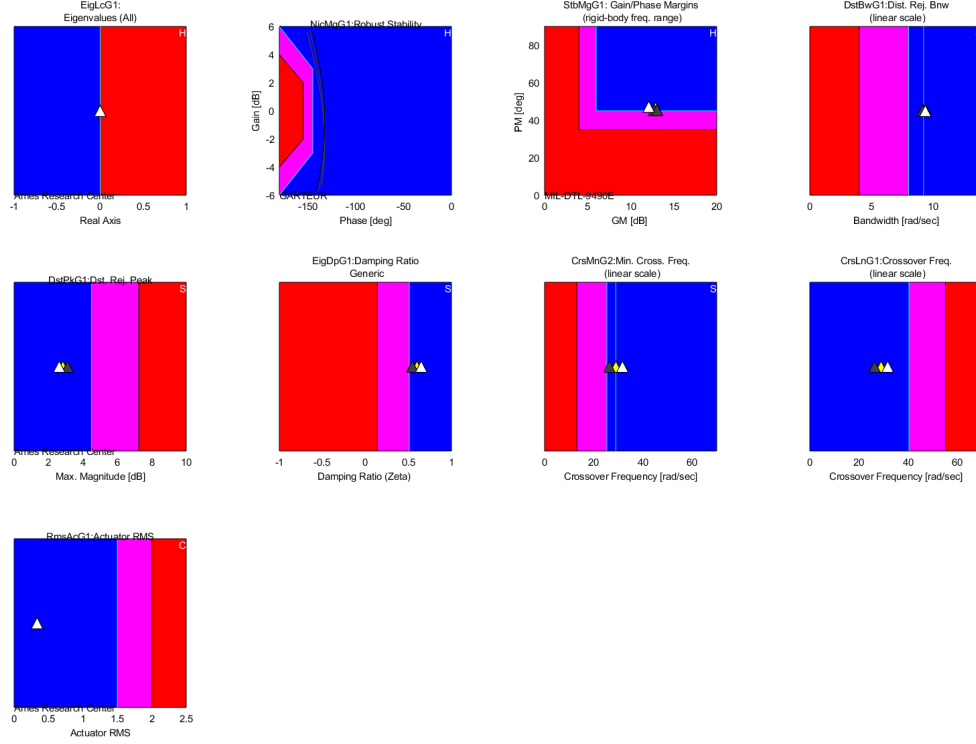 EigLcG1:
Eigenvalues (All)
H
Ames Research Center
-1 -0.5 0 0.5 1
Real Axis
NicMgG1:Robust Stability
6
4
2
0
-2
-4
-6
Gain [dB]
GARTEUR
-150 -100 -50 0
Phase [deg]
StbMgG1: Gain/Phase Margins
(rigid-body freq. range)
H
80
60
40
20
0
PM [deg]
MIL-DTL-9490E
0 5 10 15 20
GM [dB]
DstBwG1:Dist. Rej. Bnw
(linear scale)
0 5 10
Bandwidth [rad/sec]
DstPkG1:Dst. Rej. Peak
S
Ames Research Center
0 2 4 6 8 10
Max. Magnitude [dB]
EigDpG1:Damping Ratio
Generic
S
-1 -0.5 0 0.5 1
Damping Ratio (Zeta)
CrsMnG2:Min. Cross. Freq.
(linear scale)
S
0 20 40 60
Crossover Frequency [rad/sec]
CrsLnG1:Crossover Freq.
(linear scale)
0 20 40 60
Crossover Frequency [rad/sec]
RmsAcG1:Actuator RMS
C
Ames Research Center
0 0.5 1 1.5 2 2.5
Actuator RMS